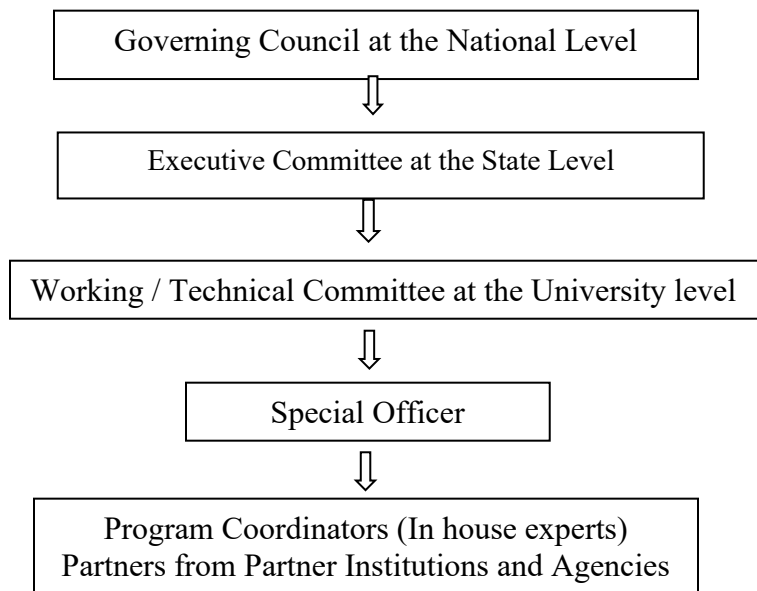 Governing Council at the National Level
Executive Committee at the State Level
Working / Technical Committee at the University level
Special Officer
Program Coordinators (In house experts)
Partners from Partner Institutions and Agencies